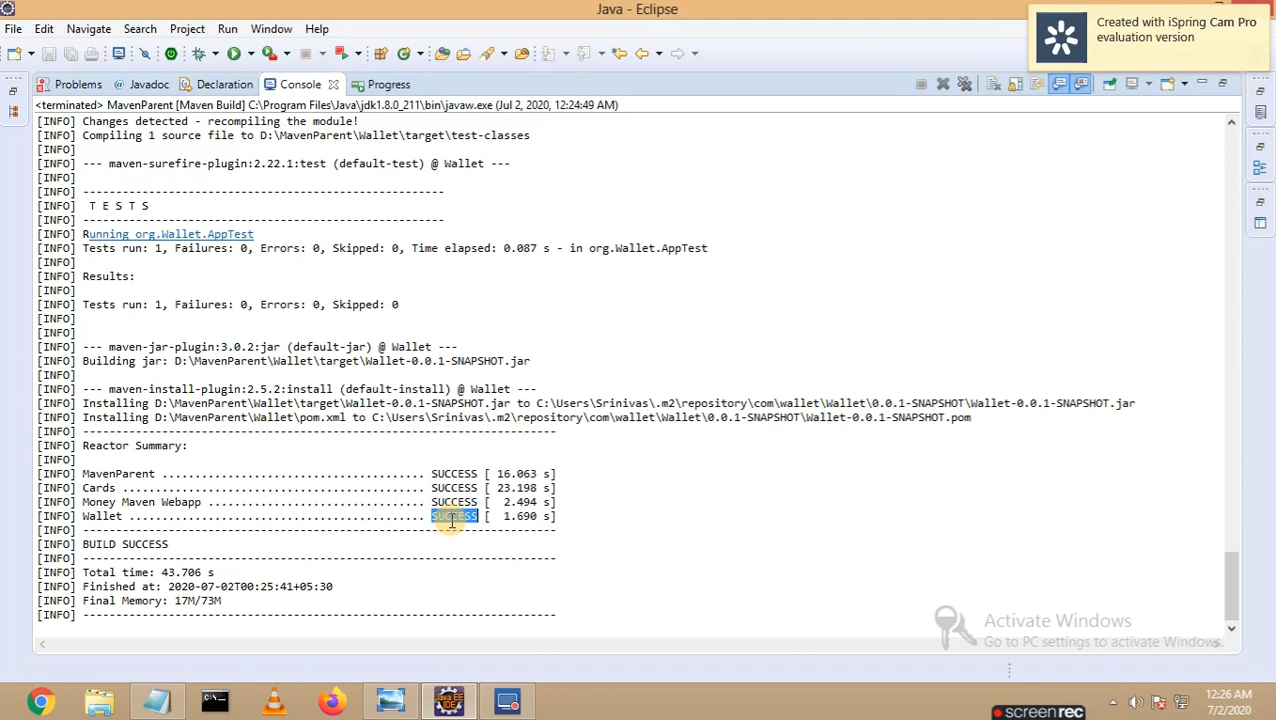 Java - Eclipse
Created with iSpring Cam Pro
evaluation version
File Edit Navigate Search Project Run Window Help
Problems @ Javadoc Declaration Console Progress
<terminated> MavenParent [Maven Build] C:\Program Files\Java\jdk1.8.0_211\bin\javaw.exe (Jul 2, 2020, 12:24:49 AM)
[INFO] Changes detected - recompiling the module!
[INFO] Compiling 1 source file to D:\MavenParent\Wallet\target\test-classes
[INFO]
[INFO] --- maven-surefire-plugin:2.22.1:test (default-test) @ Wallet ---
[INFO]
[INFO] -------------------------------------------------------
[INFO]  T E S T S
[INFO] -------------------------------------------------------
[INFO] Running org.Wallet.AppTest
[INFO] Tests run: 1, Failures: 0, Errors: 0, Skipped: 0, Time elapsed: 0.087 s - in org.Wallet.AppTest
[INFO]
[INFO] Results:
[INFO]
[INFO] Tests run: 1, Failures: 0, Errors: 0, Skipped: 0
[INFO]
[INFO]
[INFO] --- maven-jar-plugin:3.0.2:jar (default-jar) @ Wallet ---
[INFO] Building jar: D:\MavenParent\Wallet\target\Wallet-0.0.1-SNAPSHOT.jar
[INFO]
[INFO] --- maven-install-plugin:2.5.2:install (default-install) @ Wallet ---
[INFO] Installing D:\MavenParent\Wallet\target\Wallet-0.0.1-SNAPSHOT.jar to C:\Users\Srinivas\.m2\repository\com\wallet\Wallet\0.0.1-SNAPSHOT\Wallet-0.0.1-SNAPSHOT.jar
[INFO] Installing D:\MavenParent\Wallet\pom.xml to C:\Users\Srinivas\.m2\repository\com\wallet\Wallet\0.0.1-SNAPSHOT\Wallet-0.0.1-SNAPSHOT.pom
[INFO] ------------------------------------------------------------------------
[INFO] Reactor Summary:
[INFO]
[INFO] MavenParent ........................................ SUCCESS [ 16.063 s]
[INFO] Cards .............................................. SUCCESS [ 23.198 s]
[INFO] Money Maven Webapp ................................. SUCCESS [  2.494 s]
[INFO] Wallet ............................................. SUCCESS [  1.690 s]
[INFO] ------------------------------------------------------------------------
[INFO] BUILD SUCCESS
[INFO] ------------------------------------------------------------------------
[INFO] Total time: 43.706 s
[INFO] Finished at: 2020-07-02T00:25:41+05:30
[INFO] Final Memory: 17M/73M
[INFO] ------------------------------------------------------------------------
Activate Windows
Go to PC settings to activate Windows.
Java EE
IDE
screenrec
12:26 AM
7/2/2020